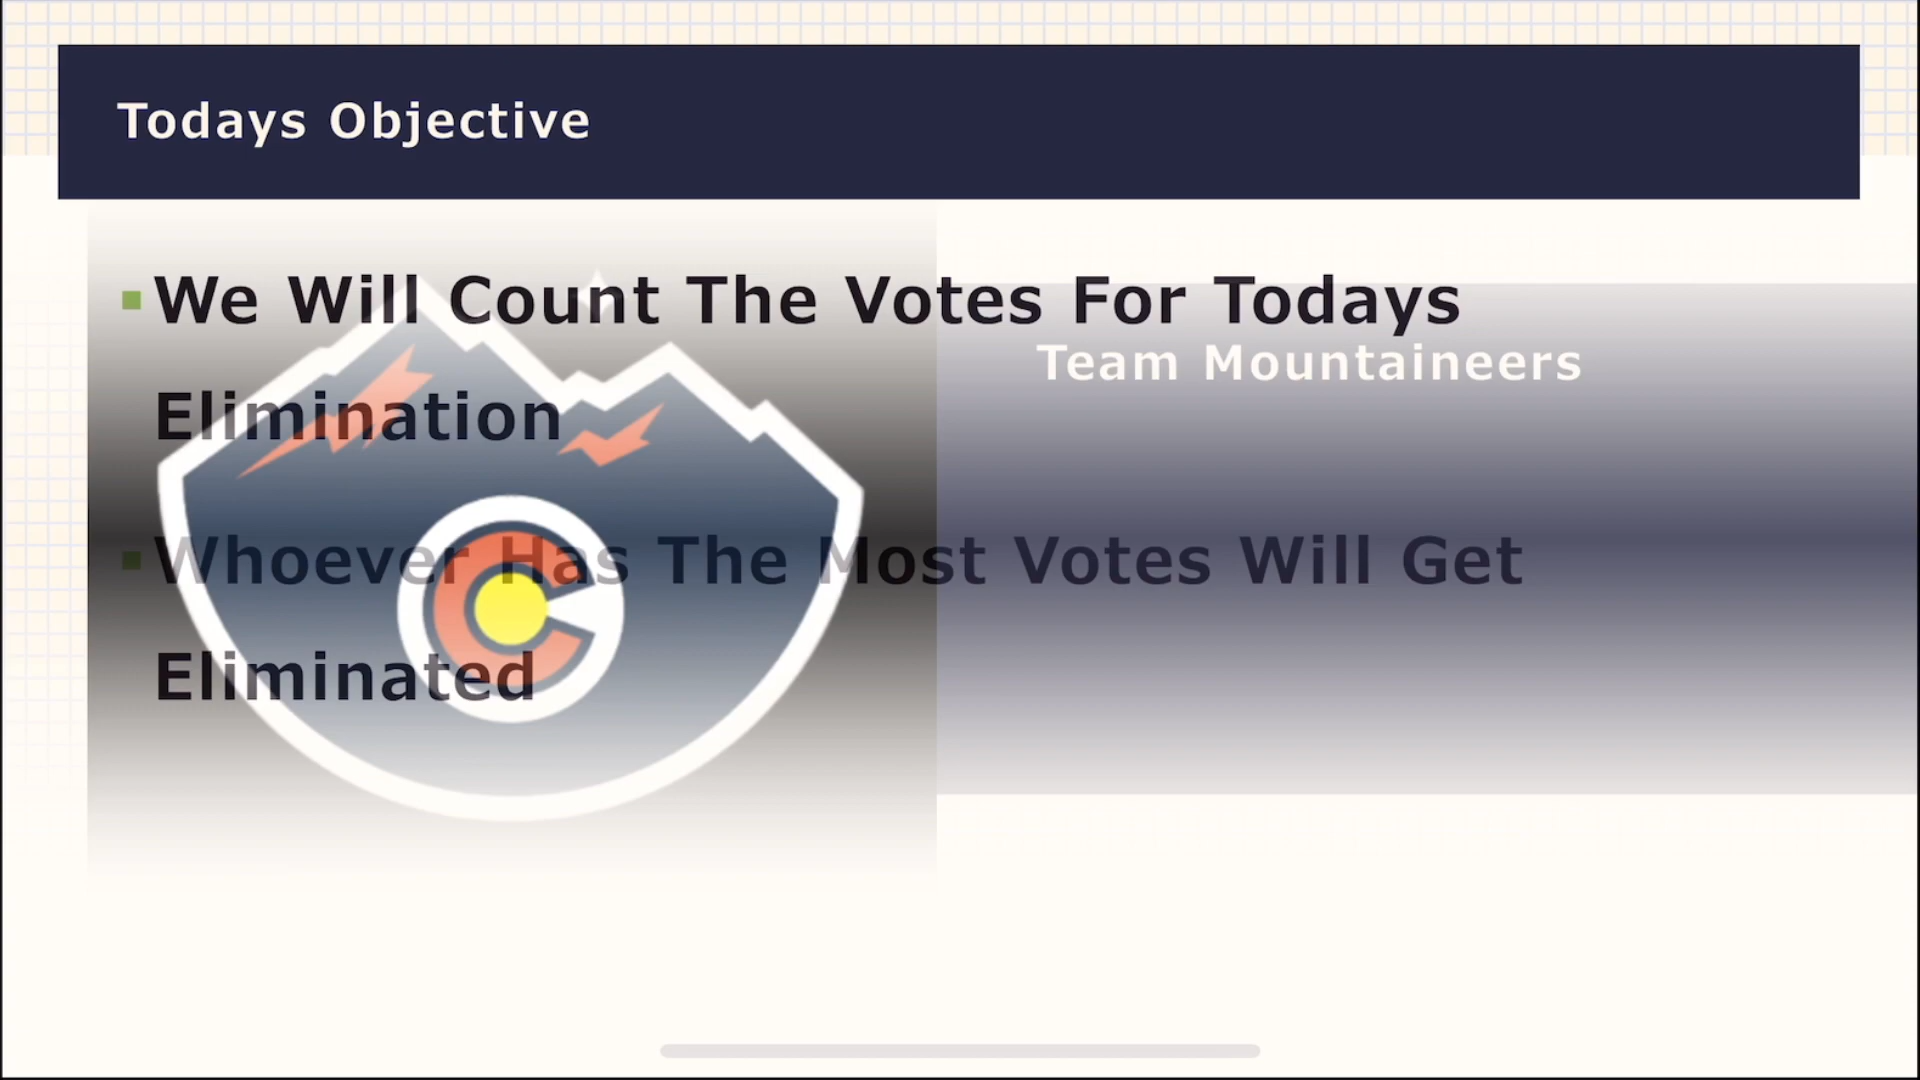 Todays Objective
We Will Count The Votes For Todays
Team Mountaineers
Elimination
Whoever Has The Most Votes Will Get
Eliminated